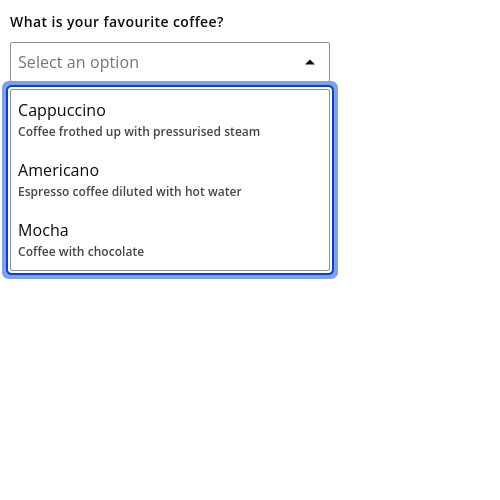 What is your favourite coffee?
Select an option
Cappuccino
Coffee frothed up with pressurised steam
Americano
Espresso coffee diluted with hot water
Mocha
Coffee with chocolate